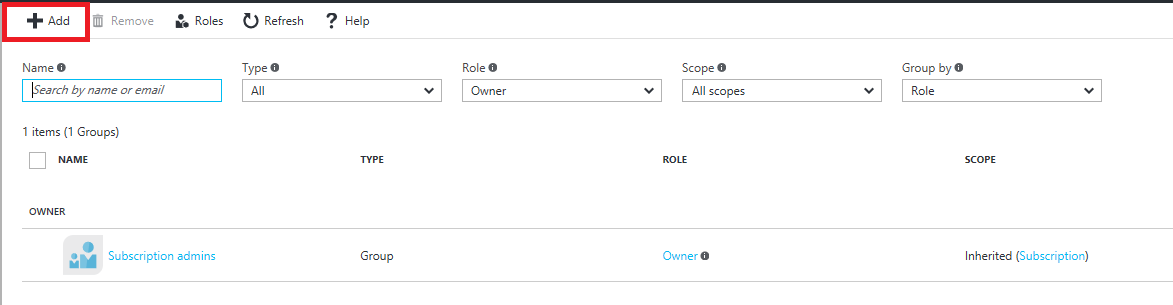 Add Remove Roles Refresh ? Help
Name Type Role Scope Group by
Search by name or email All Owner All scopes Role
1 items (1 Groups)
NAME TYPE ROLE SCOPE
OWNER
Subscription admins Group Owner Inherited (Subscription)